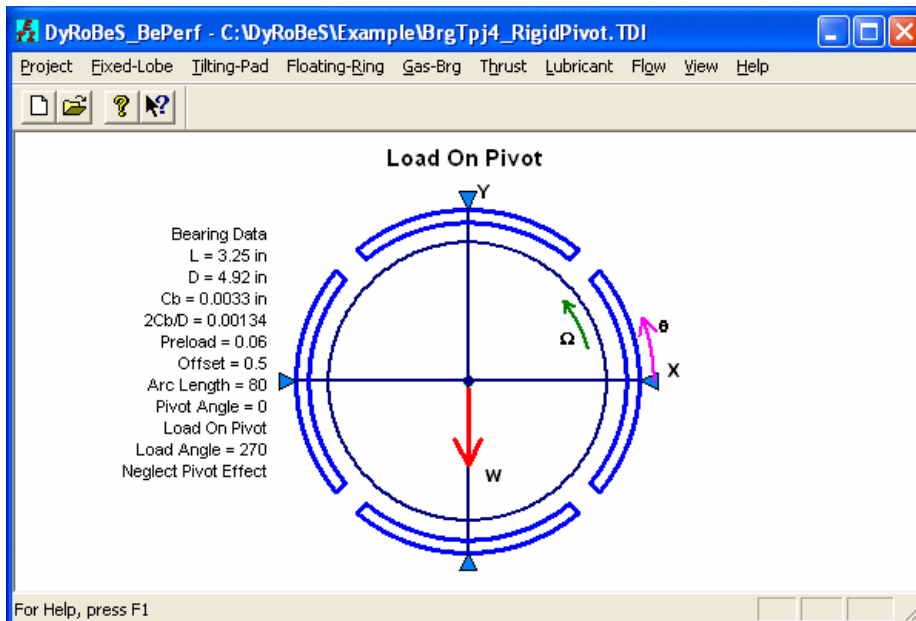 DyRoBeS_BePerf - C:\DyRoBeS\Example\BrgTpj4_RigidPivot.TDI
Project Fixed-Lobe Tilting-Pad Floating-Ring Gas-Brg Thrust Lubricant Flow View Help
Load On Pivot
Y
Bearing Data
L = 3.25 in
D = 4.92 in
Cb = 0.0033 in
2Cb/D = 0.00134
Preload = 0.06
Offset = 0.5
Arc Length = 80
Pivot Angle = 0
Load On Pivot
Load Angle = 270
Neglect Pivot Effect
Ω
θ
X
W
For Help, press F1